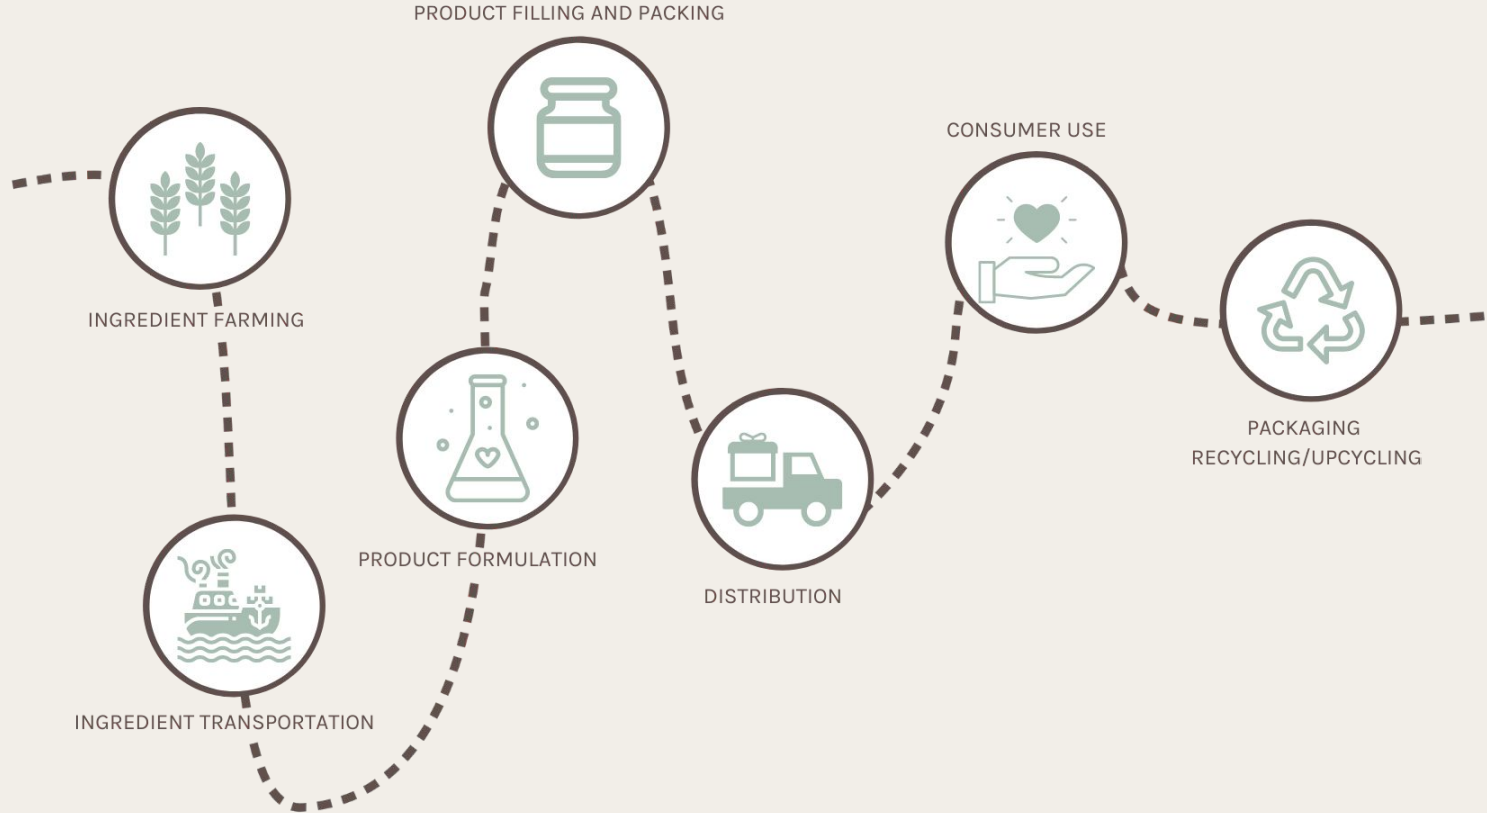 INGREDIENT FARMING
INGREDIENT TRANSPORTATION
PRODUCT FORMULATION
PRODUCT FILLING AND PACKING
DISTRIBUTION
CONSUMER USE
PACKAGING
RECYCLING/UPCYCLING